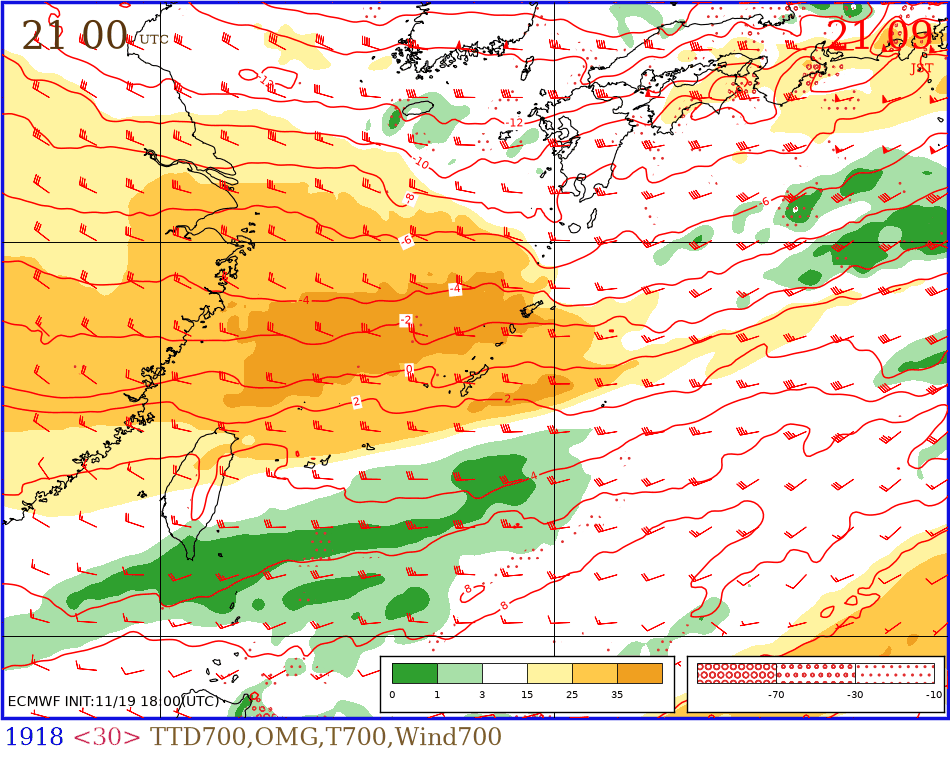 21 00 UTC
21 09 JST
-12
-12
-10
-8
-6
-6
-4
-4
-2
0
2
2
4
8
8
0 1 3 15 25 35
-70 -30 -10
ECMWF INIT:11/19 18:00(UTC)
1918 <30> TTD700,OMG,T700,Wind700